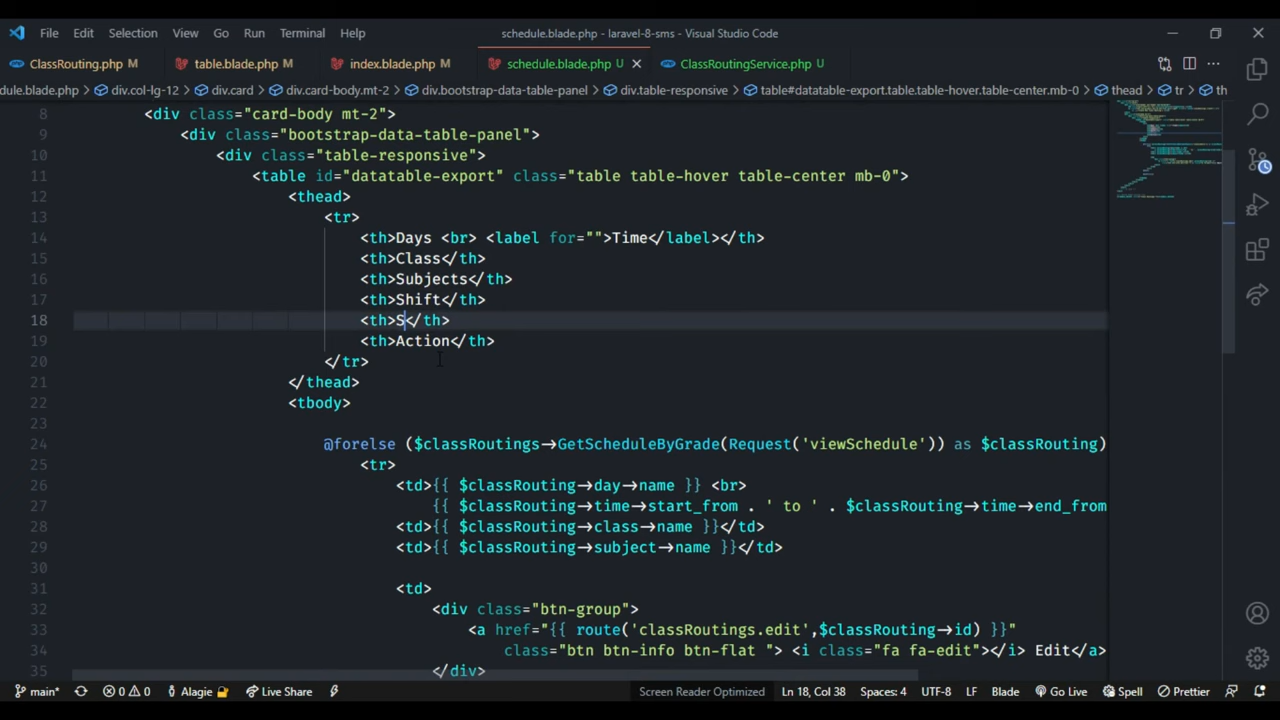 File Edit Selection View Go Run Terminal Help
schedule.blade.php - laravel-8-sms - Visual Studio Code
ClassRouting.php M table.blade.php M index.blade.php M schedule.blade.php U ClassRoutingService.php U
dule.blade.php > div.col-lg-12 > div.card > div.card-body.mt-2 > div.bootstrap-data-table-panel > div.table-responsive > table#datatable-export.table.table-hover.table-center.mb-0 > thead > tr > th
8 <div class="card-body mt-2">
9 <div class="bootstrap-data-table-panel">
10 <div class="table-responsive">
11 <table id="datatable-export" class="table table-hover table-center mb-0">
12 <thead>
13 <tr>
14 <th>Days <br> <label for="">Time</label></th>
15 <th>Class</th>
16 <th>Subjects</th>
17 <th>Shift</th>
18 <th>S</th>
19 <th>Action</th>
20 </tr>
21 </thead>
22 <tbody>
23
24 @forelse ($classRoutings->GetScheduleByGrade(Request('viewSchedule')) as $classRouting)
25 <tr>
26 <td>{{ $classRouting->day->name }} <br>
27 {{ $classRouting->time->start_from . ' to ' . $classRouting->time->end_from
28 <td>{{ $classRouting->class->name }}</td>
29 <td>{{ $classRouting->subject->name }}</td>
30
31 <td>
32 <div class="btn-group">
33 <a href="{{ route('classRoutings.edit',$classRouting->id) }}"
34 class="btn btn-info btn-flat "> <i class="fa fa-edit"></i> Edit</a>
35 </div>
main* 0 0 Alagie Live Share Screen Reader Optimized Ln 18, Col 38 Spaces: 4 UTF-8 LF Blade Go Live Spell Prettier